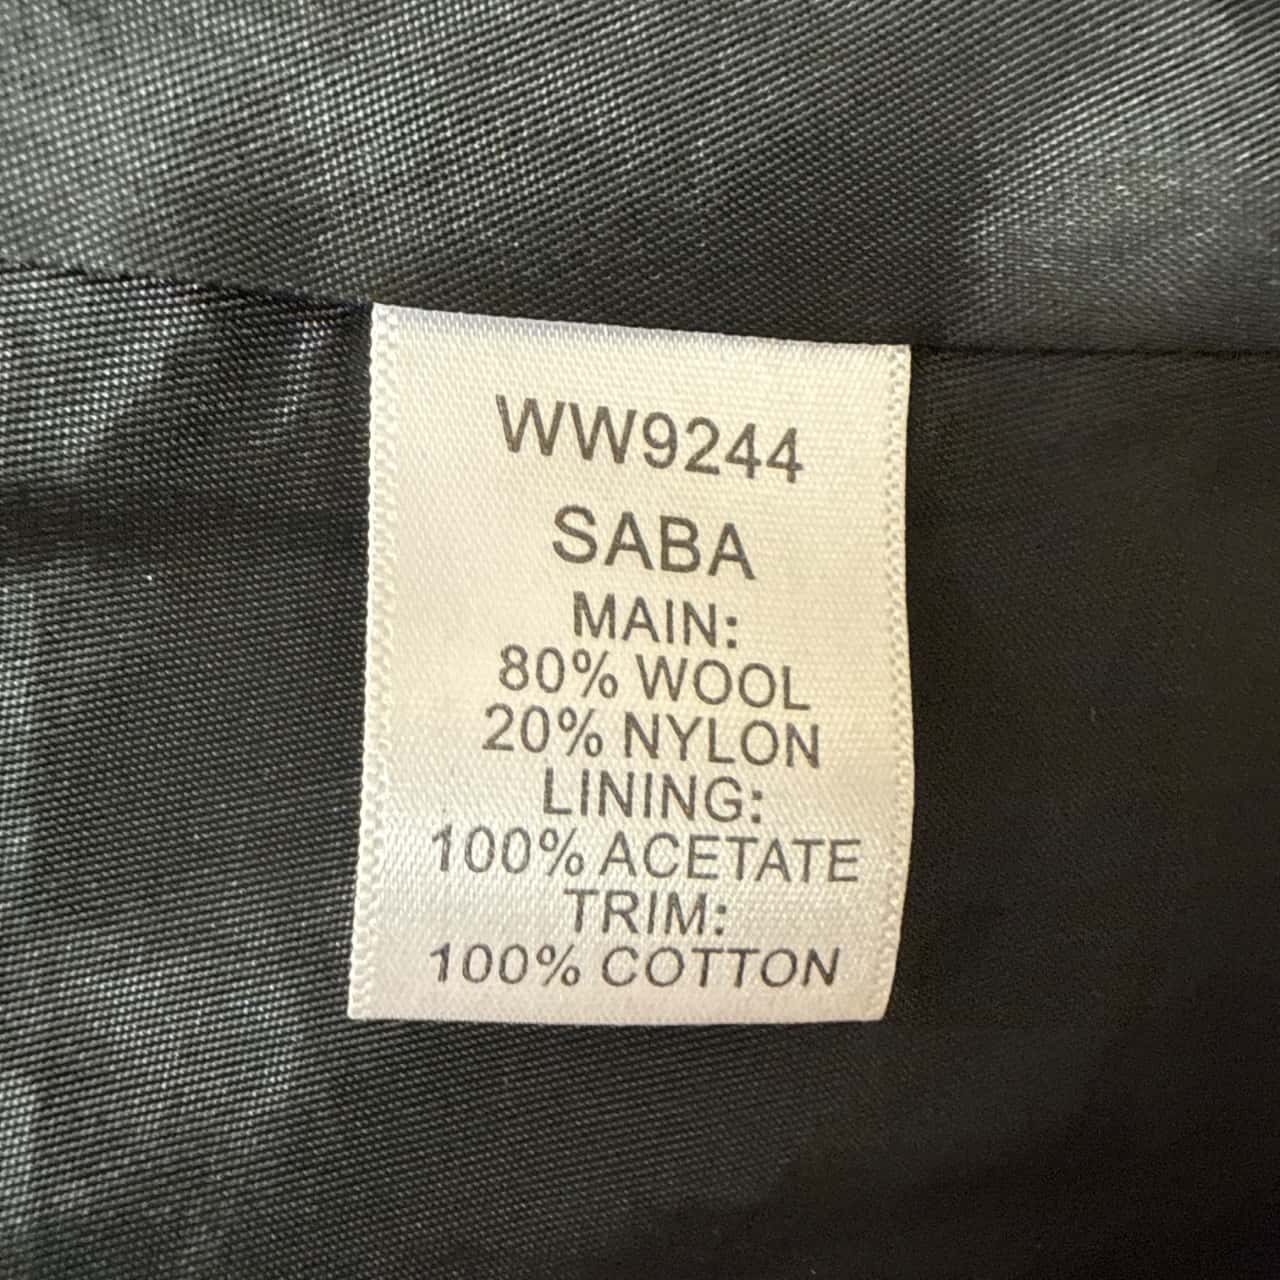 WW9244
SABA
MAIN:
80% WOOL
20% NYLON
LINING:
100% ACETATE
TRIM:
100% COTTON